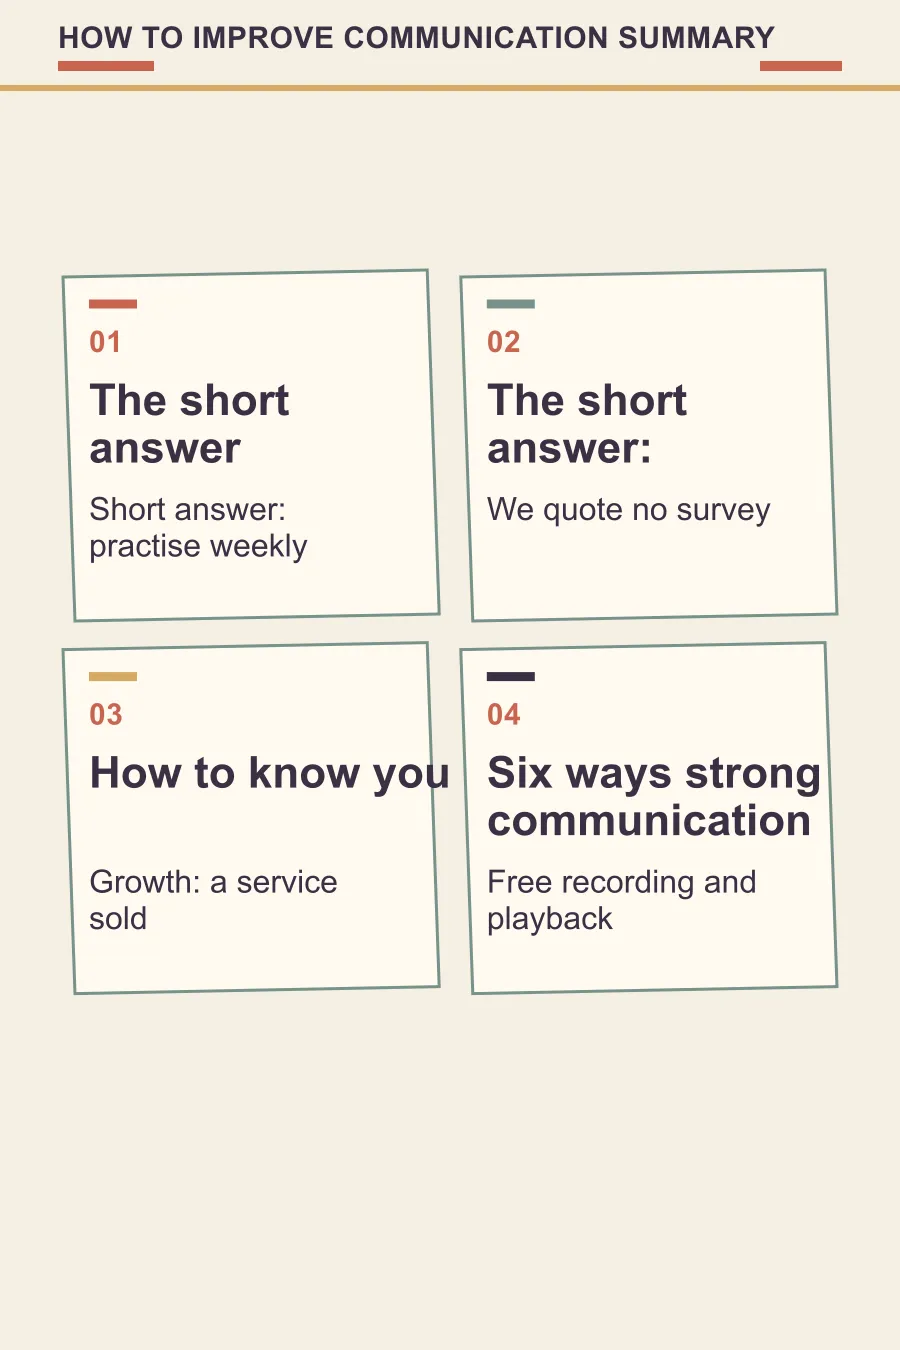 HOW TO IMPROVE COMMUNICATION SUMMARY
01
The short
answer
Short answer:
practise weekly
02
The short
answer:
We quote no survey
03
How to know you
Growth: a service
sold
04
Six ways strong
communication
Free recording and
playback